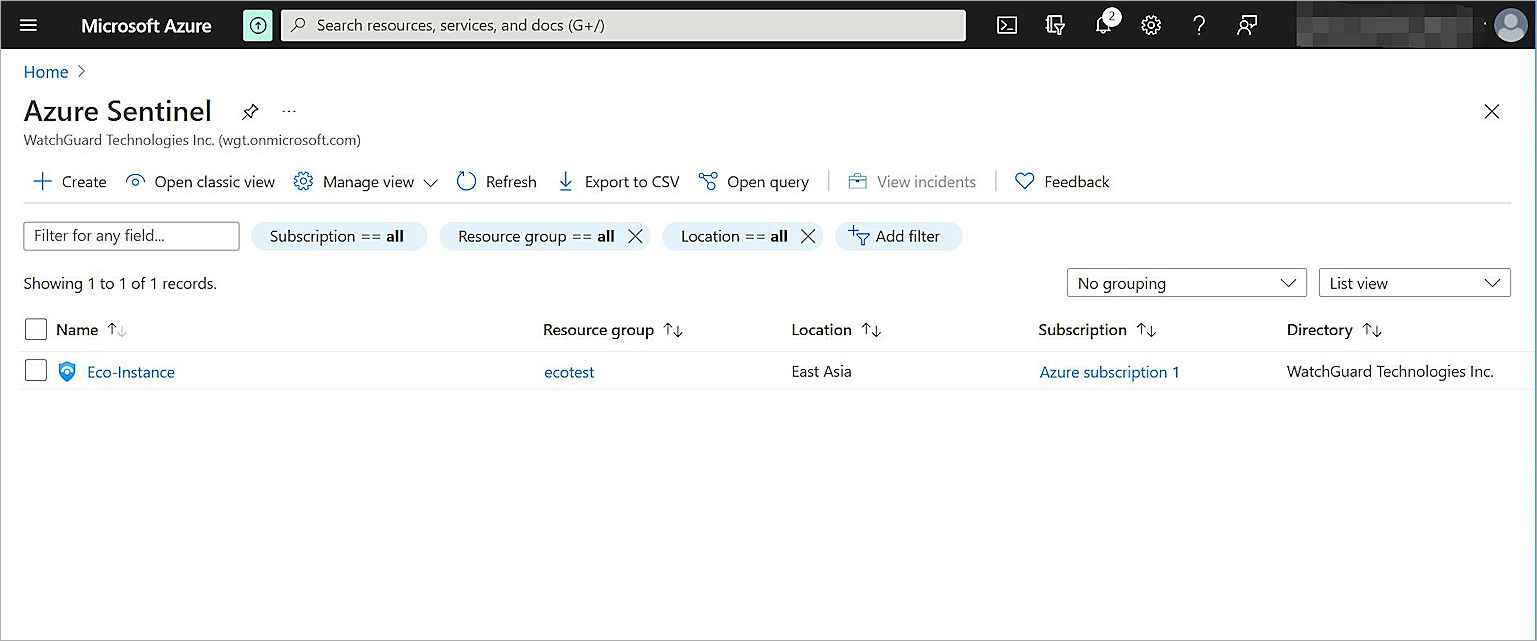 Microsoft Azure Search resources, services, and docs (G+/) 2
Home
Azure Sentinel ...
WatchGuard Technologies Inc. (wgt.onmicrosoft.com)
Create Open classic view Manage view Refresh Export to CSV Open query View incidents Feedback
Filter for any field... Subscription == all Resource group == all Location == all Add filter
Showing 1 to 1 of 1 records. No grouping List view
Name Resource group Location Subscription Directory
Eco-Instance ecotest East Asia Azure subscription 1 WatchGuard Technologies Inc.